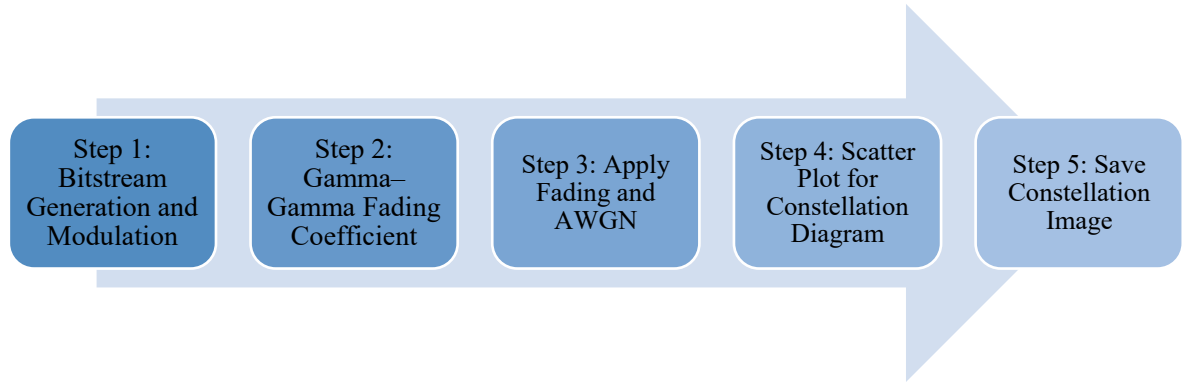 Step 1:
Bitstream
Generation and
Modulation
Step 2:
Gamma–
Gamma Fading
Coefficient
Step 3: Apply
Fading and
AWGN
Step 4: Scatter
Plot for
Constellation
Diagram
Step 5: Save
Constellation
Image